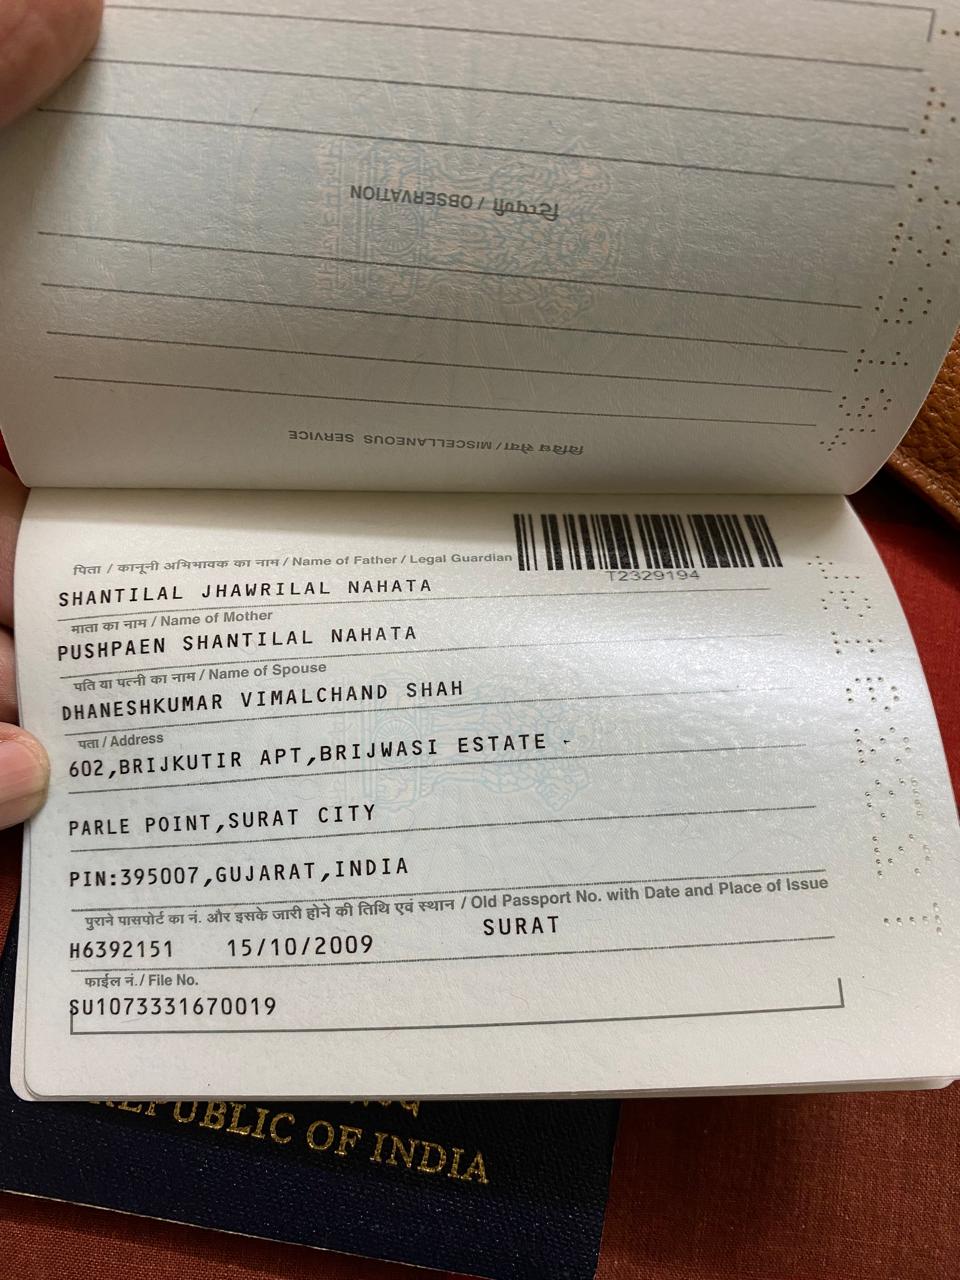 टिप्पणी / OBSERVATION
विविध सेवा / MISCELLANEOUS SERVICE
पिता / कानूनी अभिभावक का नाम / Name of Father / Legal Guardian
T2329194
SHANTILAL JHAWRILAL NAHATA
माता का नाम / Name of Mother
PUSHPAEN SHANTILAL NAHATA
पति या पत्नी का नाम / Name of Spouse
DHANESHKUMAR VIMALCHAND SHAH
पता / Address
602,BRIJKUTIR APT,BRIJWASI ESTATE -
PARLE POINT,SURAT CITY
PIN:395007,GUJARAT,INDIA
पुराने पासपोर्ट का नं. और इसके जारी होने की तिथि एवं स्थान / Old Passport No. with Date and Place of Issue
H6392151 15/10/2009 SURAT
फाईल नं./ File No.
SU1073331670019
REPUBLIC OF INDIA